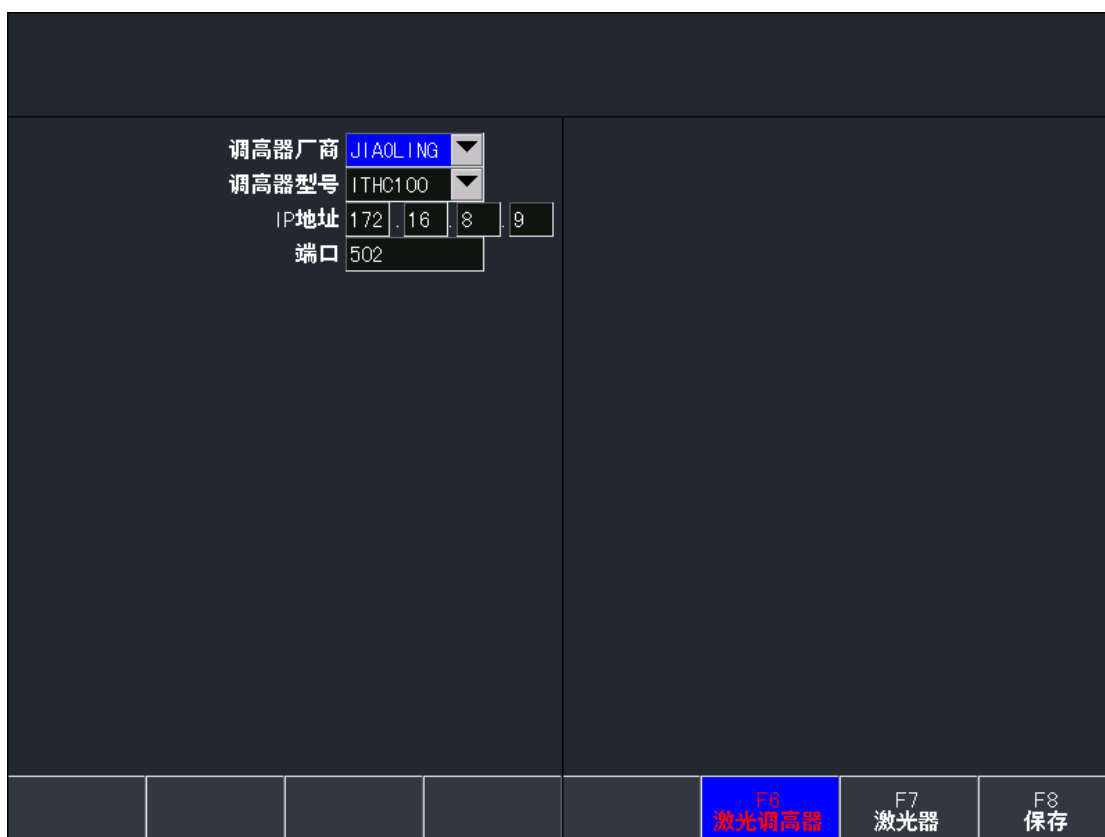 调高器厂商 JIAOLING
调高器型号 ITHC100
IP地址 172 . 16 . 8 . 9
端口 502
F6 F7 F8
激光调高器 激光器 保存